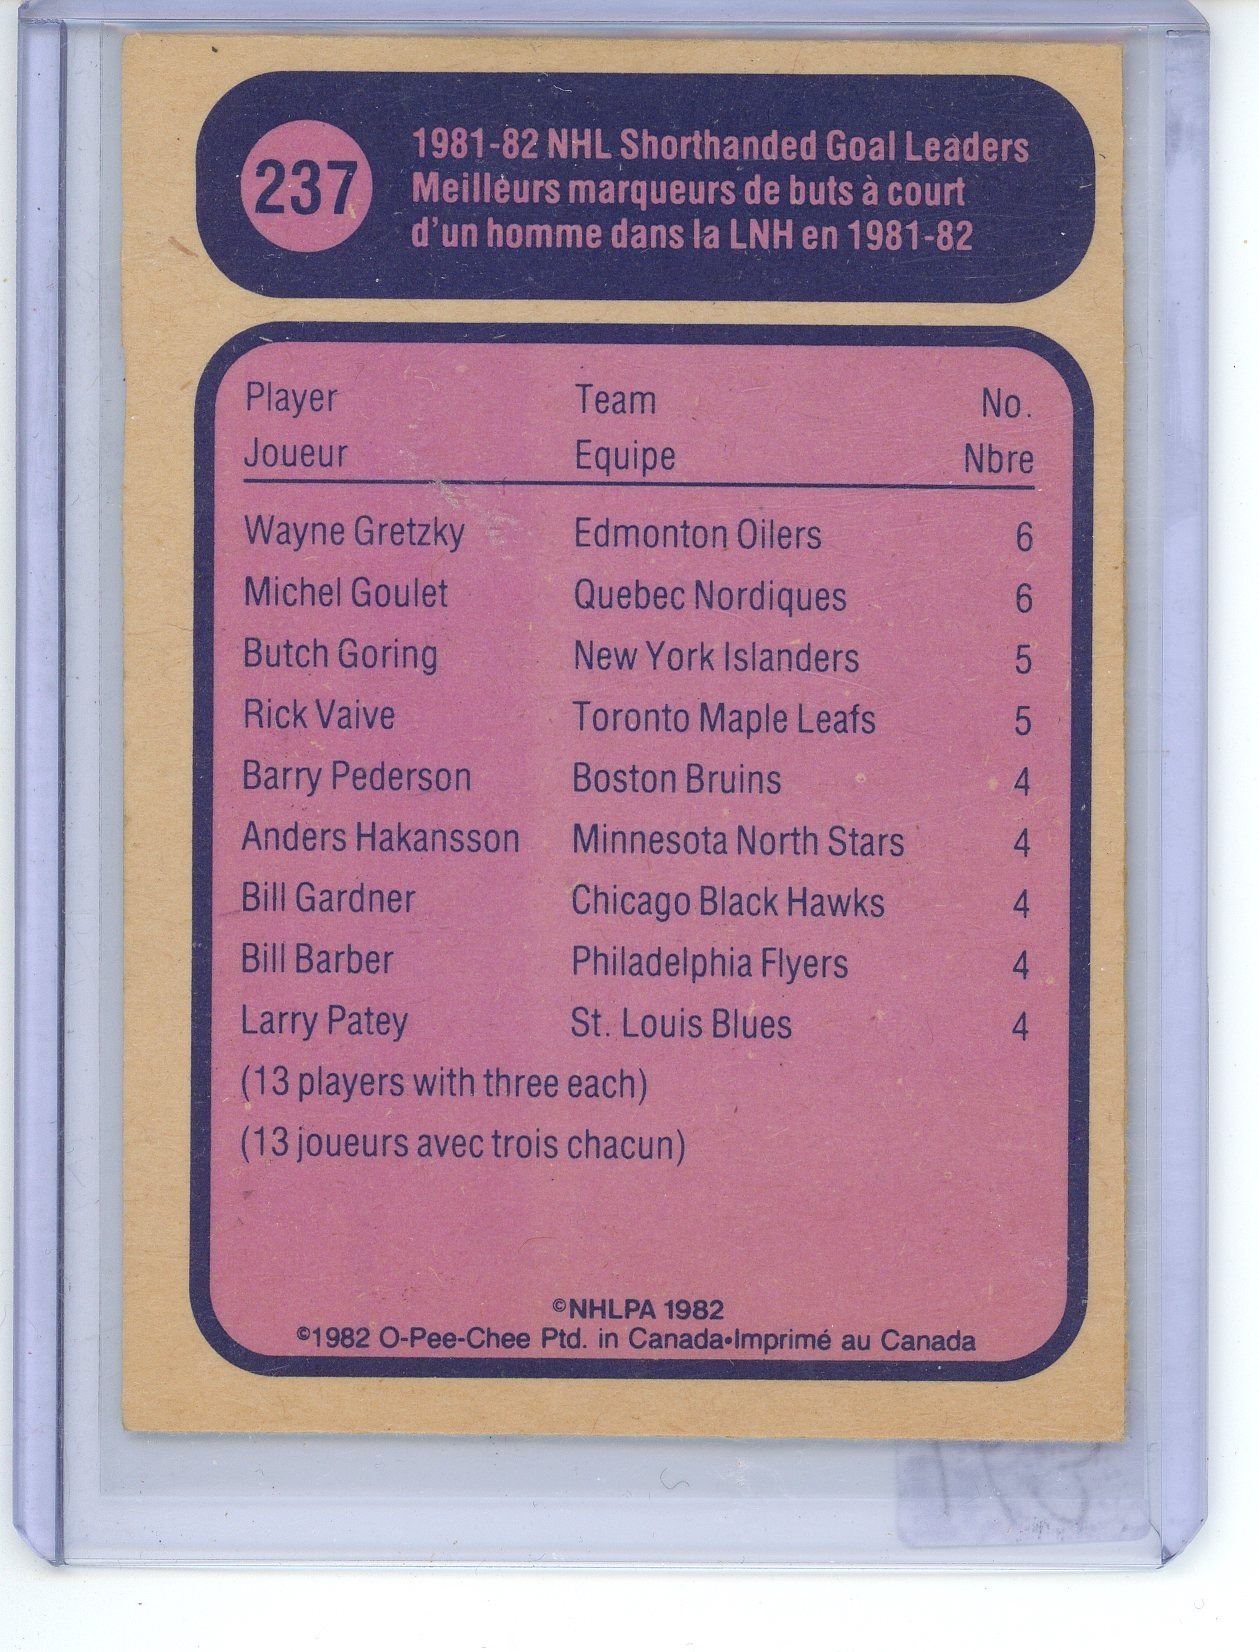 237
1981-82 NHL Shorthanded Goal Leaders
Meilleurs marqueurs de buts à court
d'un homme dans la LNH en 1981-82
Player Team No.
Joueur Equipe Nbre
Wayne Gretzky Edmonton Oilers 6
Michel Goulet Quebec Nordiques 6
Butch Goring New York Islanders 5
Rick Vaive Toronto Maple Leafs 5
Barry Pederson Boston Bruins 4
Anders Hakansson Minnesota North Stars 4
Bill Gardner Chicago Black Hawks 4
Bill Barber Philadelphia Flyers 4
Larry Patey St. Louis Blues 4
(13 players with three each)
(13 joueurs avec trois chacun)
©NHLPA 1982
©1982 O-Pee-Chee Ptd. in Canada•Imprimé au Canada